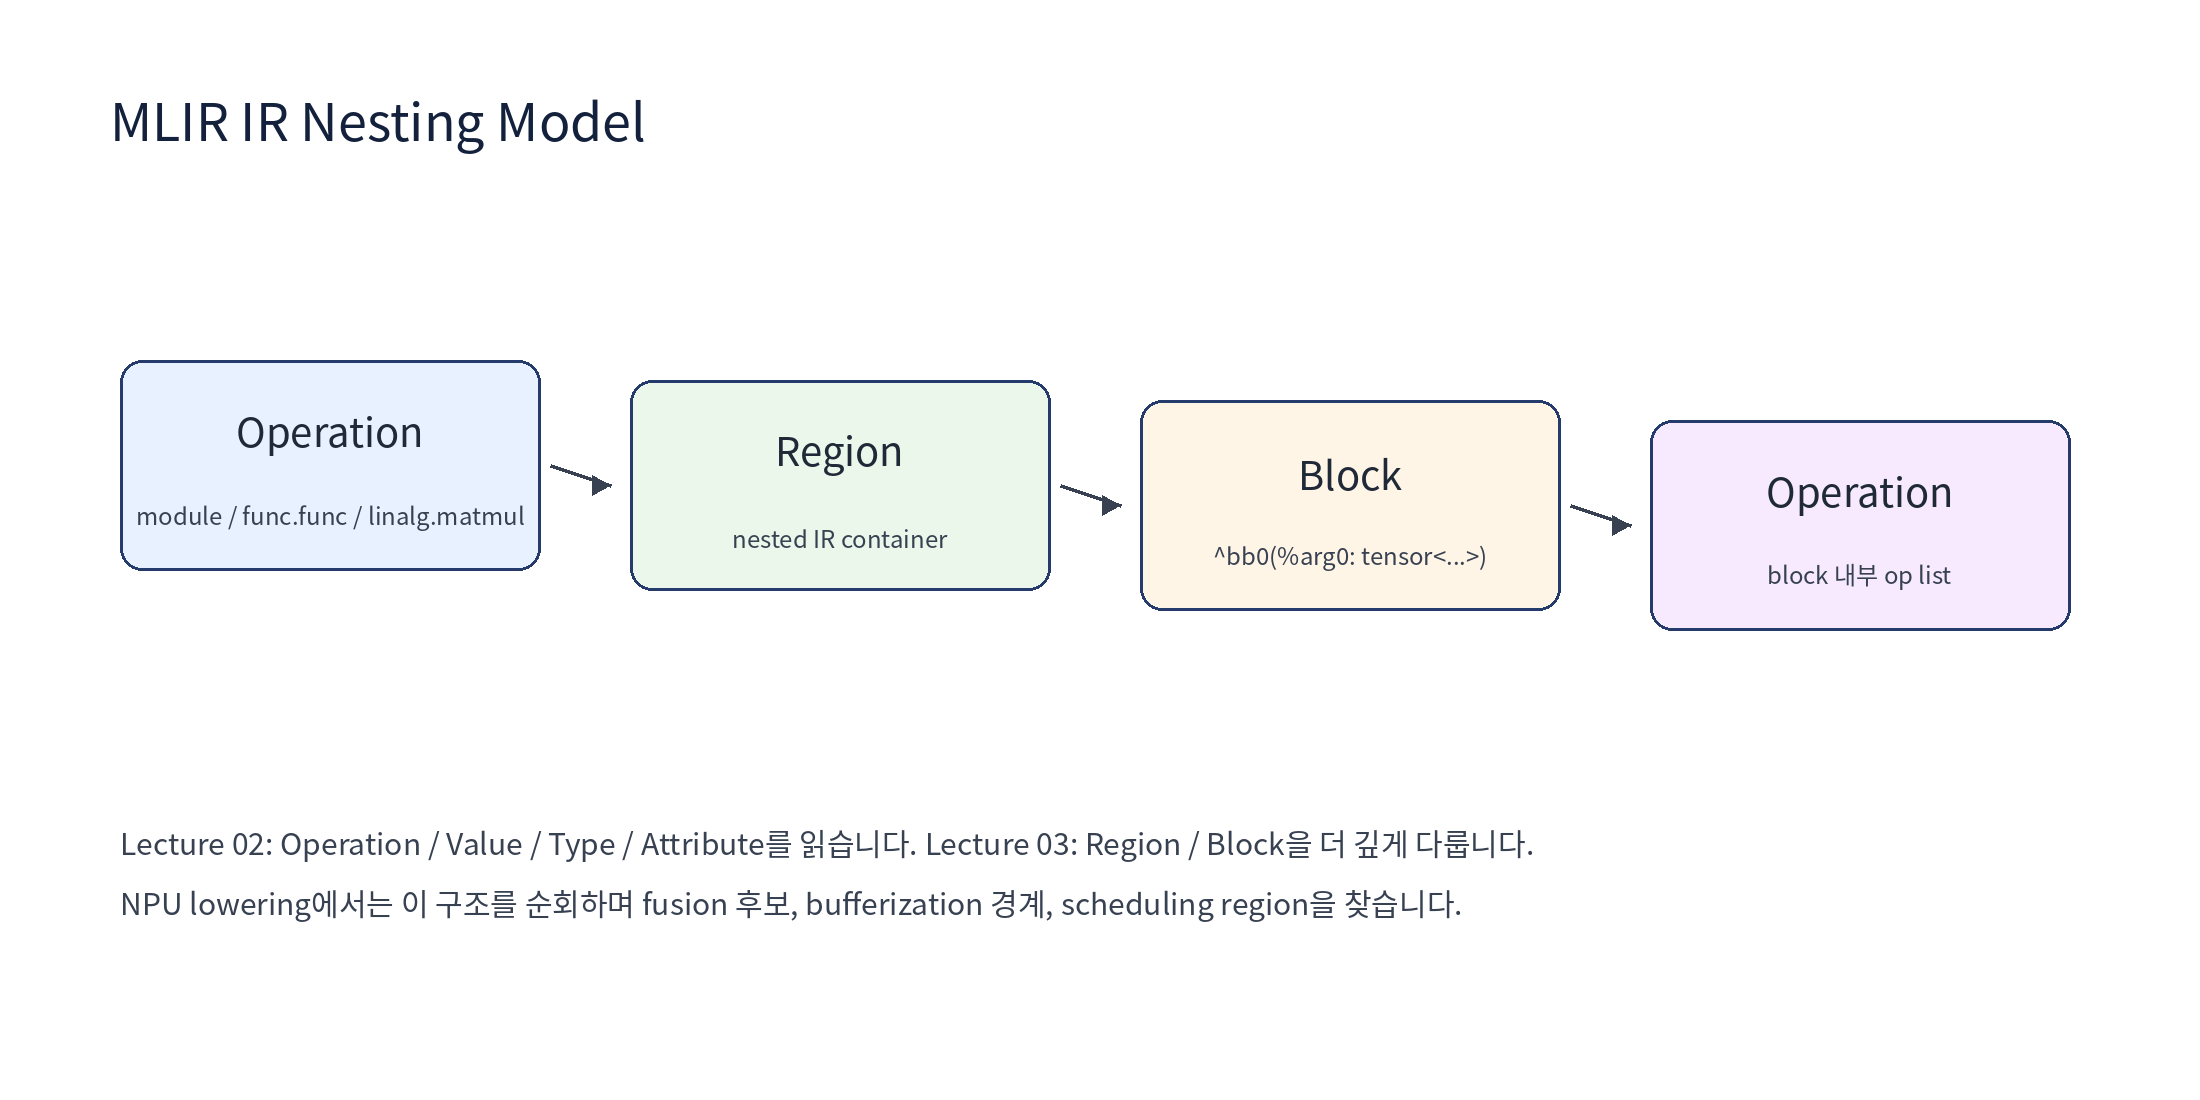 MLIR IR Nesting Model
Operation
module / func.func / linalg.matmul
Region
nested IR container
Block
^bb0(%arg0: tensor<...>)
Operation
block 내부 op list
Lecture 02: Operation / Value / Type / Attribute를 읽습니다. Lecture 03: Region / Block을 더 깊게 다룹니다.
NPU lowering에서는 이 구조를 순회하며 fusion 후보, bufferization 경계, scheduling region을 찾습니다.